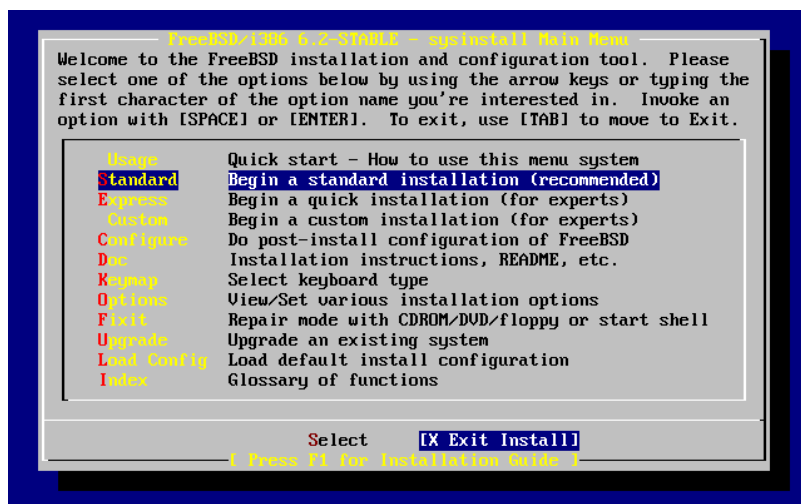 FreeBSD/i386 6.2-STABLE - sysinstall Main Menu
Welcome to the FreeBSD installation and configuration tool.  Please
select one of the options below by using the arrow keys or typing the
first character of the option name you're interested in.  Invoke an
option with [SPACE] or [ENTER].  To exit, use [TAB] to move to Exit.
Usage Quick start - How to use this menu system
Standard Begin a standard installation (recommended)
Express Begin a quick installation (for experts)
Custom Begin a custom installation (for experts)
Configure Do post-install configuration of FreeBSD
Doc Installation instructions, README, etc.
Keymap Select keyboard type
Options View/Set various installation options
Fixit Repair mode with CDROM/DVD/floppy or start shell
Upgrade Upgrade an existing system
Load Config Load default install configuration
Index Glossary of functions
Select [X Exit Install]
[ Press F1 for Installation Guide ]